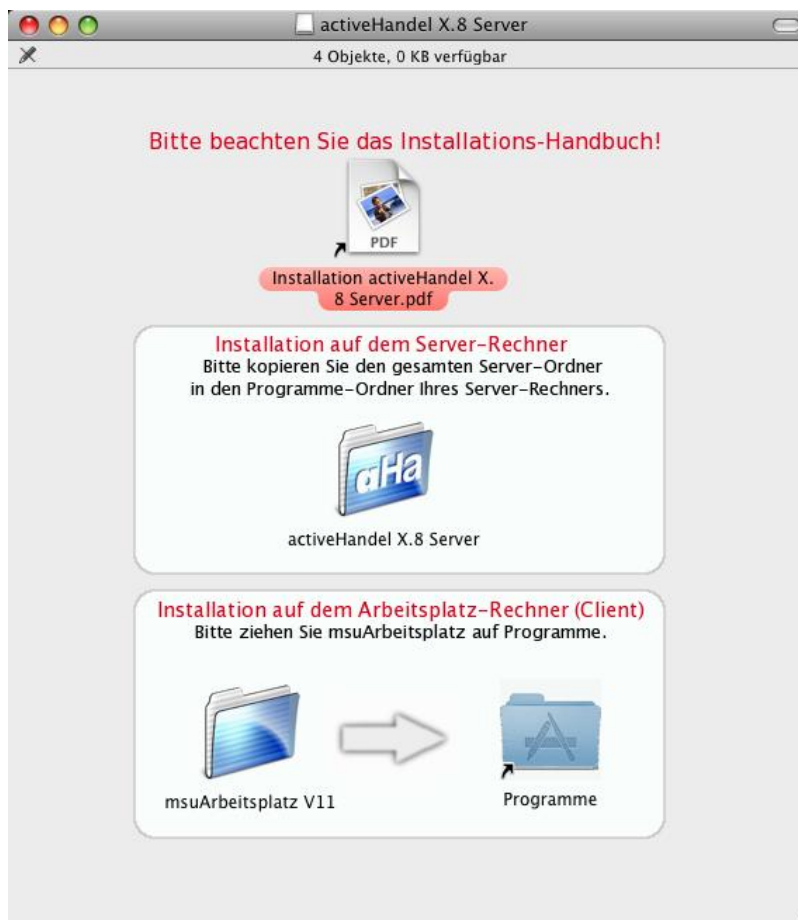 activeHandel X.8 Server
4 Objekte, 0 KB verfügbar
Bitte beachten Sie das Installations-Handbuch!
PDF
Installation activeHandel X.
8 Server.pdf
Installation auf dem Server-Rechner
Bitte kopieren Sie den gesamten Server-Ordner
in den Programme-Ordner Ihres Server-Rechners.
aHa
activeHandel X.8 Server
Installation auf dem Arbeitsplatz-Rechner (Client)
Bitte ziehen Sie msuArbeitsplatz auf Programme.
msuArbeitsplatz V11
Programme